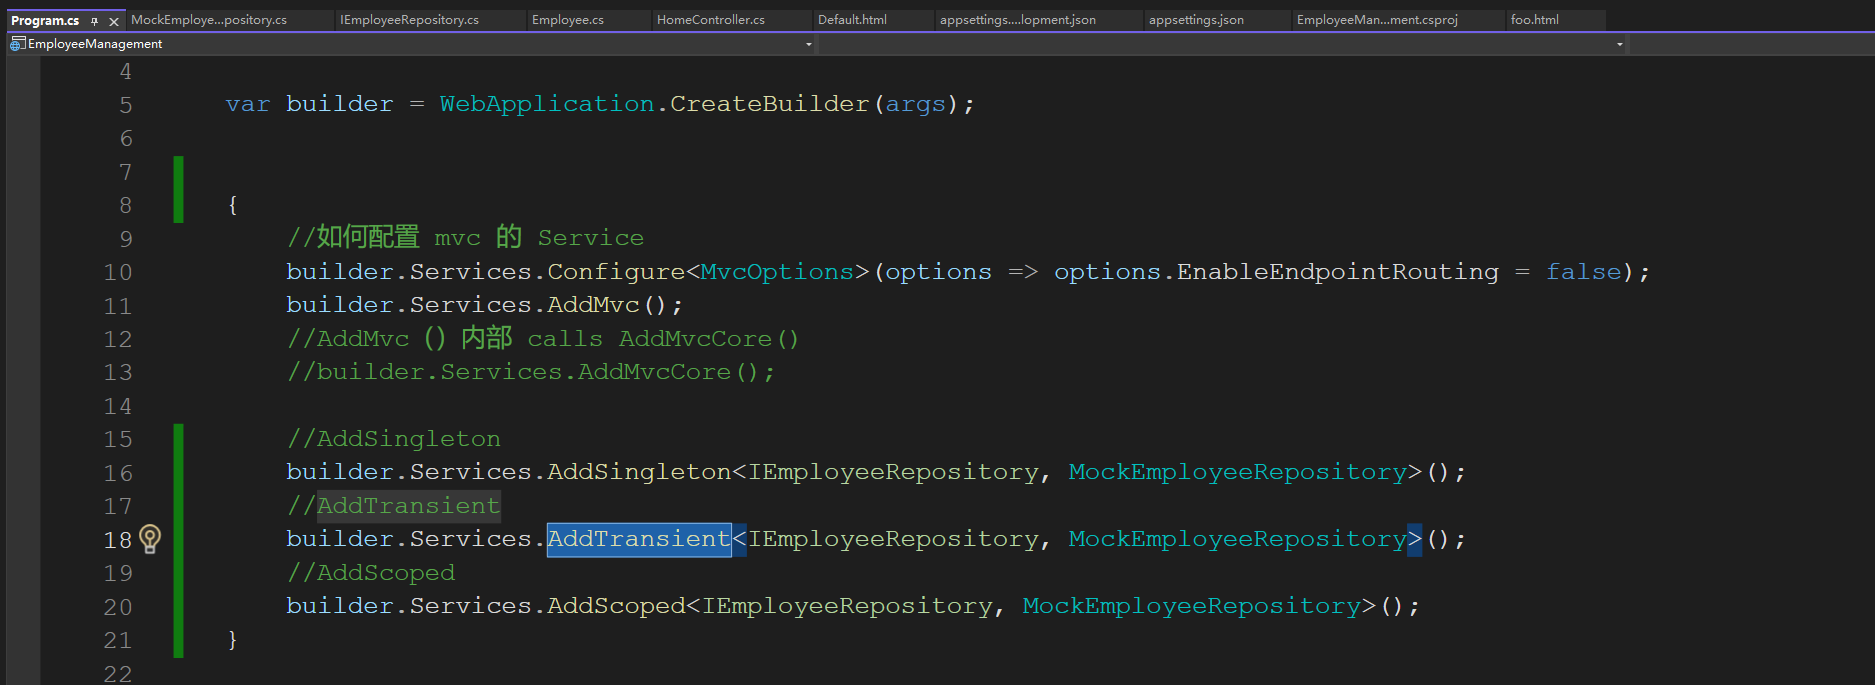 Program.cs MockEmploye...pository.cs IEmployeeRepository.cs Employee.cs HomeController.cs Default.html appsettings....lopment.json appsettings.json EmployeeMan...ment.csproj foo.html
EmployeeManagement
4
5 var builder = WebApplication.CreateBuilder(args);
6
7
8 {
9 //如何配置 mvc 的 Service
10 builder.Services.Configure<MvcOptions>(options => options.EnableEndpointRouting = false);
11 builder.Services.AddMvc();
12 //AddMvc () 内部 calls AddMvcCore()
13 //builder.Services.AddMvcCore();
14
15 //AddSingleton
16 builder.Services.AddSingleton<IEmployeeRepository, MockEmployeeRepository>();
17 //AddTransient
18 builder.Services.AddTransient<IEmployeeRepository, MockEmployeeRepository>();
19 //AddScoped
20 builder.Services.AddScoped<IEmployeeRepository, MockEmployeeRepository>();
21 }
22